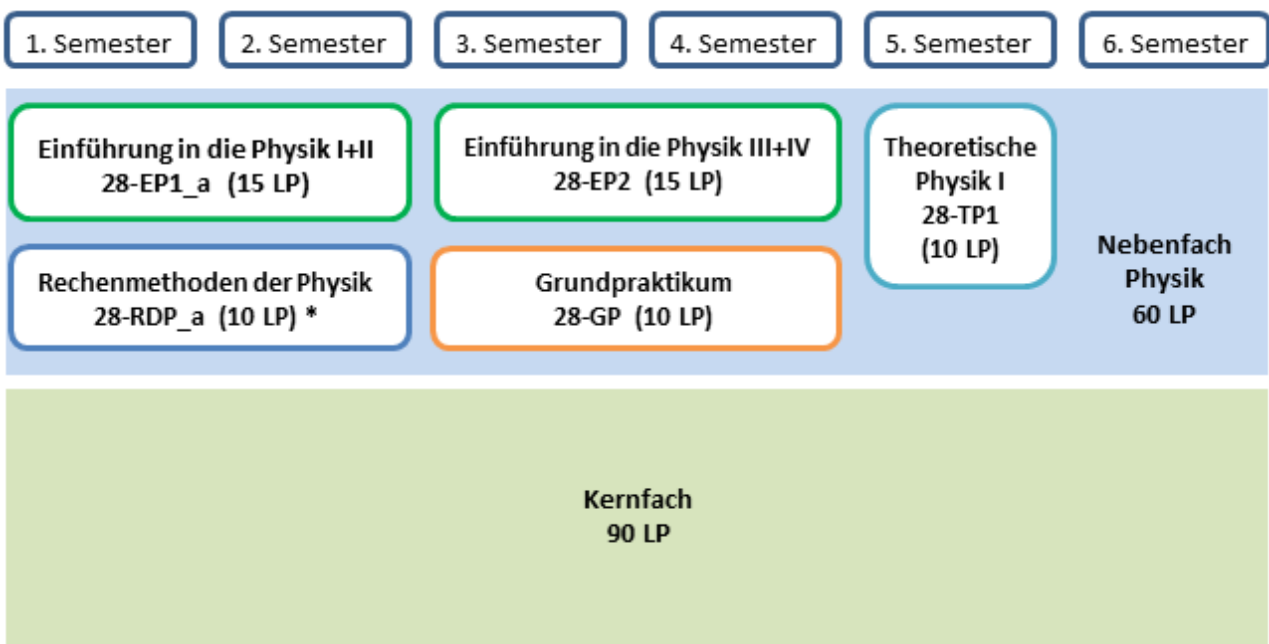 1. Semester
2. Semester
3. Semester
4. Semester
5. Semester
6. Semester
Einführung in die Physik I+II
28-EP1_a (15 LP)
Einführung in die Physik III+IV
28-EP2 (15 LP)
Theoretische
Physik I
28-TP1
(10 LP)
Rechenmethoden der Physik
28-RDP_a (10 LP) *
Grundpraktikum
28-GP (10 LP)
Nebenfach
Physik
60 LP
Kernfach
90 LP